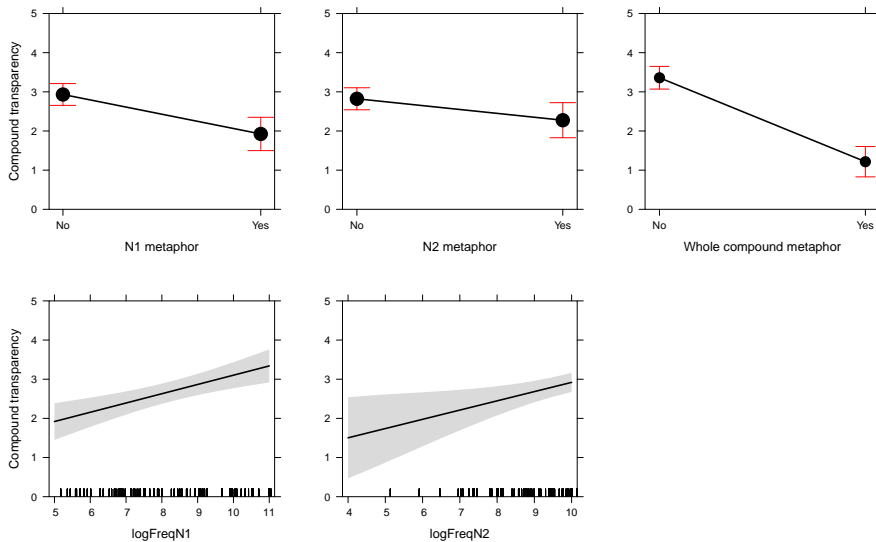 5
4
3
2
1
0
Compound transparency
No
Yes
N1 metaphor
5
4
3
2
1
0
No
Yes
N2 metaphor
5
4
3
2
1
0
No
Yes
Whole compound metaphor
5
4
3
2
1
0
Compound transparency
5 6 7 8 9 10 11
logFreqN1
5
4
3
2
1
0
4 5 6 7 8 9 10
logFreqN2